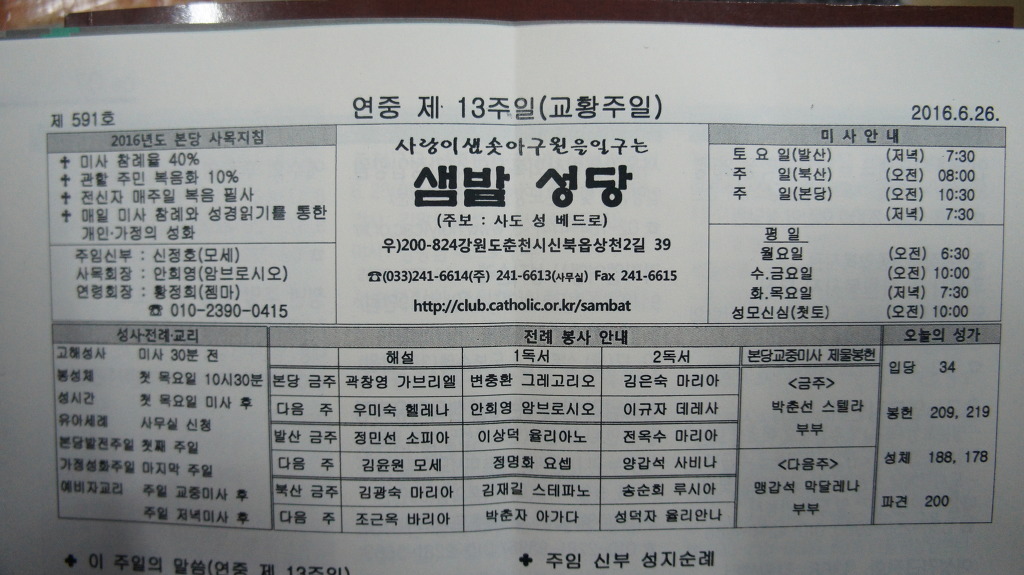 제 591호
연중 제 13주일(교황주일)
2016.6.26.
2016년도 본당 사목지침
✝ 미사 참례율 40%
✝ 관할 주민 복음화 10%
✝ 전신자 매주일 복음 필사
✝ 매일 미사 참례와 성경읽기를 통한
개인·가정의 성화
주임신부 : 신정호(모세)
사목회장 : 안희영(암브로시오)
연령회장 : 황정희(젬마)
☎ 010-2390-0415
사랑이샘솟아구원을일구는
샘밭 성당
(주보 : 사도 성 베드로)
우)200-824강원도춘천시신북읍상천2길 39
☎(033)241-6614(주) 241-6613(사무실) Fax 241-6615
http://club.catholic.or.kr/sambat
미 사 안 내
토 요 일(발산) (저녁) 7:30
주 일(북산) (오전) 08:00
주 일(본당) (오전) 10:30
(저녁) 7:30
평 일
월요일 (오전) 6:30
수.금요일 (오전) 10:00
화.목요일 (저녁) 7:30
성모신심(첫토) (오전) 10:00
성사·전례·교리
고해성사 미사 30분 전
봉성체 첫 목요일 10시30분
성시간 첫 목요일 미사 후
유아세례 사무실 신청
본당발전주일 첫째 주일
가정성화주일 마지막 주일
예비자교리 주일 교중미사 후
주일 저녁미사 후
전례 봉사 안내
해설 1독서 2독서 본당교중미사 제물봉헌
본당 금주 곽창영 가브리엘 변충환 그레고리오 김은숙 마리아
다음 주 우미숙 헬레나 안희영 암브로시오 이규자 데레사
발산 금주 정민선 소피아 이상덕 율리아노 전옥수 마리아
다음 주 김윤원 모세 정명화 요셉 양갑석 사비나
북산 금주 김광숙 마리아 김재길 스테파노 송순희 루시아
다음 주 조근옥 바리아 박춘자 아가다 성덕자 율리안나
<금주>
박춘선 스텔라
부부
<다음주>
맹갑석 막달레나
부부
오늘의 성가
입당 34
봉헌 209, 219
성체 188, 178
파견 200
✚ 이 주일의 말씀(연중 제 13주일)
✚ 주임 신부 성지순례